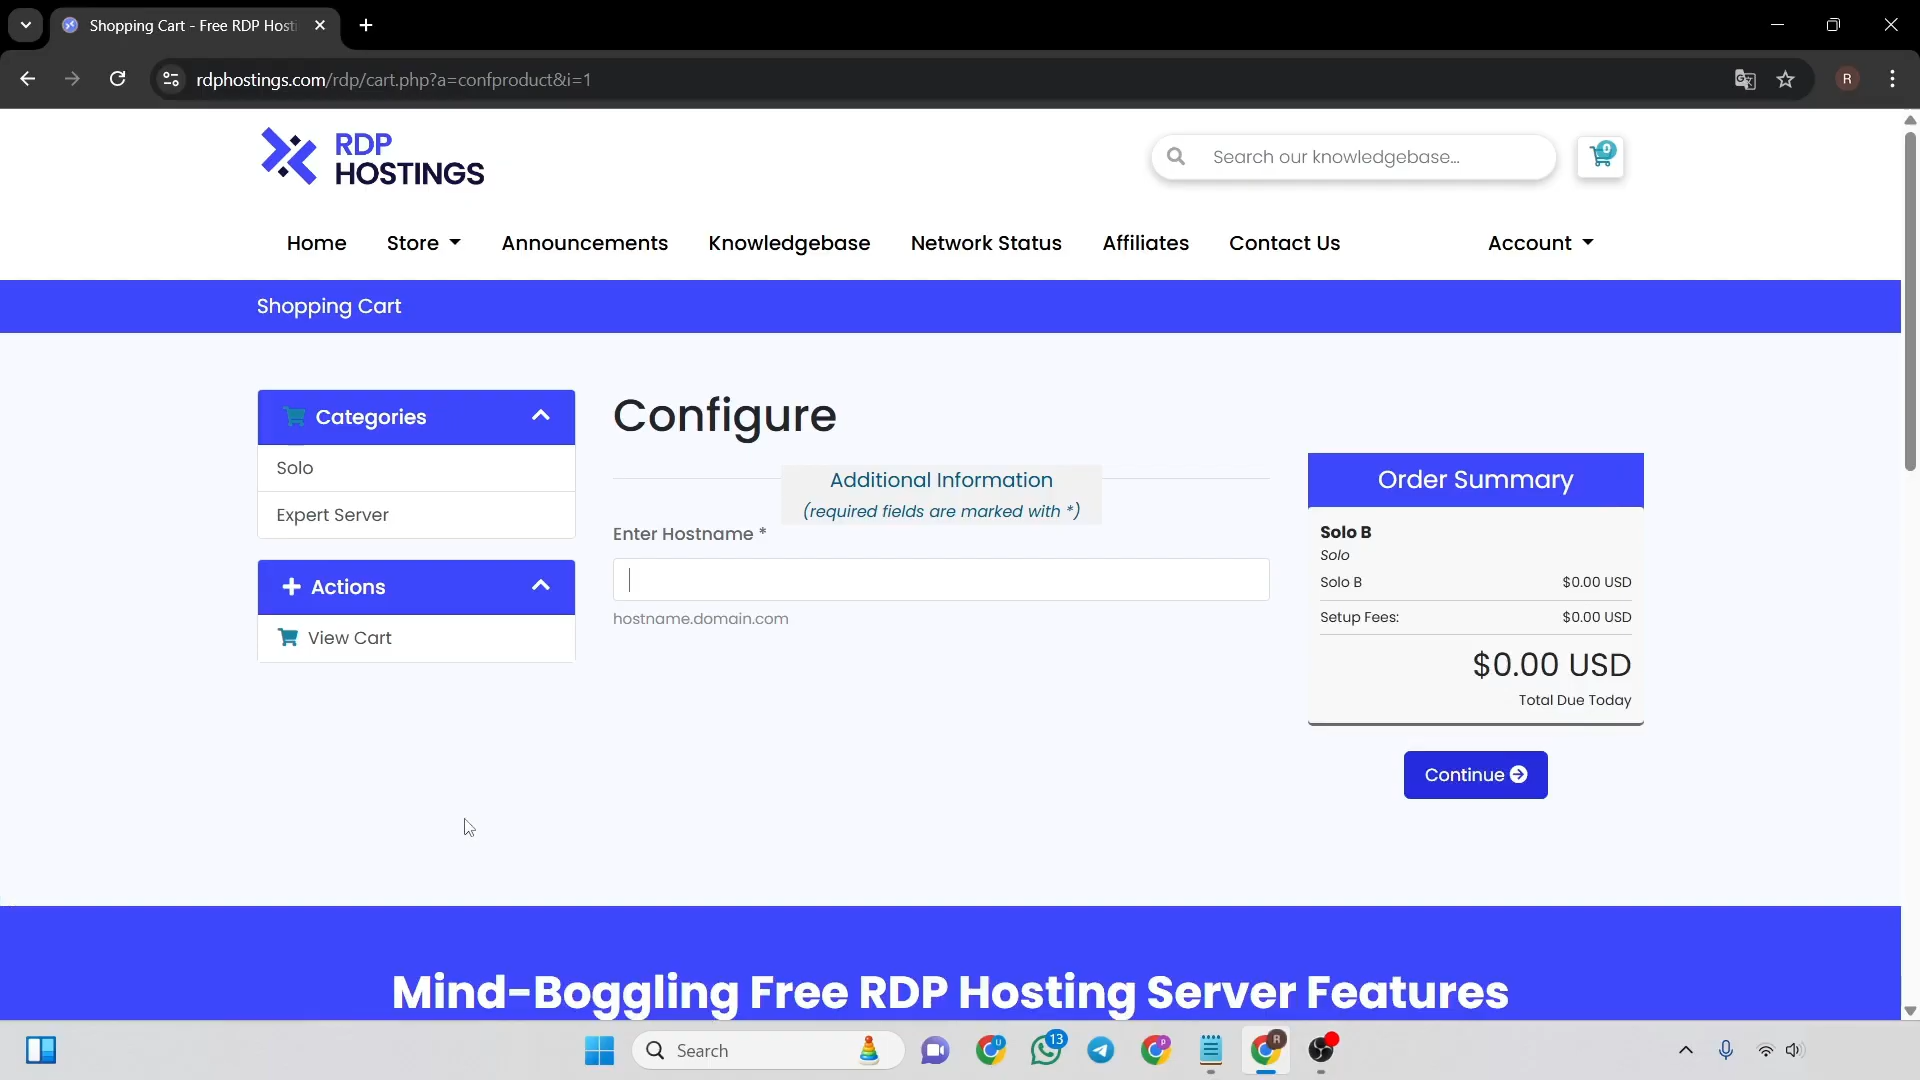 Shopping Cart - Free RDP Hosti
rdphostings.com/rdp/cart.php?a=confproduct&i=1
R
RDP
HOSTINGS
Search our knowledgebase...
0
Home
Store
Announcements
Knowledgebase
Network Status
Affiliates
Contact Us
Account
Shopping Cart
Categories
Solo
Expert Server
Actions
View Cart
Configure
Additional Information
(required fields are marked with *)
Enter Hostname *
hostname.domain.com
Order Summary
Solo B
Solo
Solo B $0.00 USD
Setup Fees: $0.00 USD
$0.00 USD
Total Due Today
Continue
Mind-Boggling Free RDP Hosting Server Features
Search
U
13
P
R